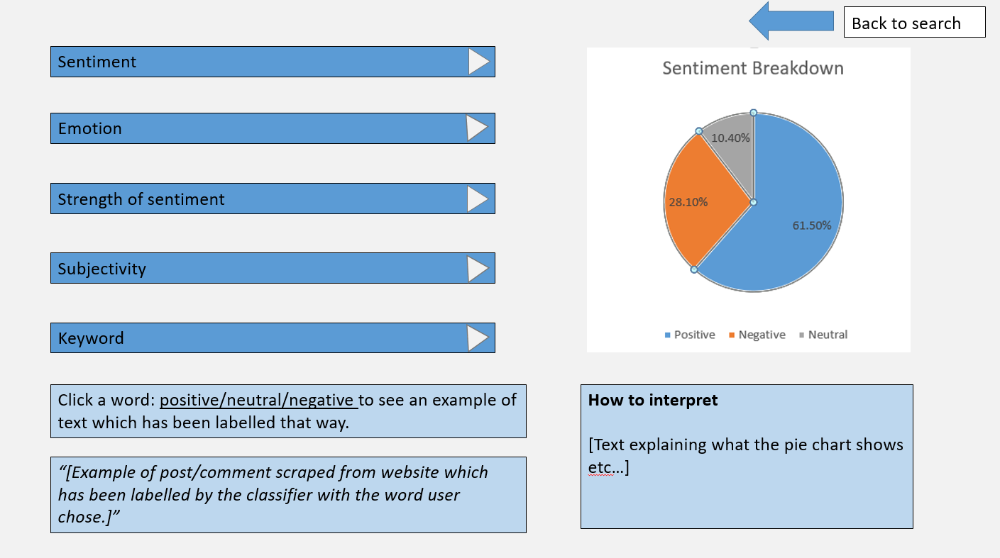 Back to search
Sentiment
Emotion
Strength of sentiment
Subjectivity
Keyword
Sentiment Breakdown
10.40%
28.10%
61.50%
Positive
Negative
Neutral
Click a word: positive/neutral/negative to see an example of
text which has been labelled that way.
“[Example of post/comment scraped from website which
has been labelled by the classifier with the word user
chose.]”
How to interpret
[Text explaining what the pie chart shows
etc…]